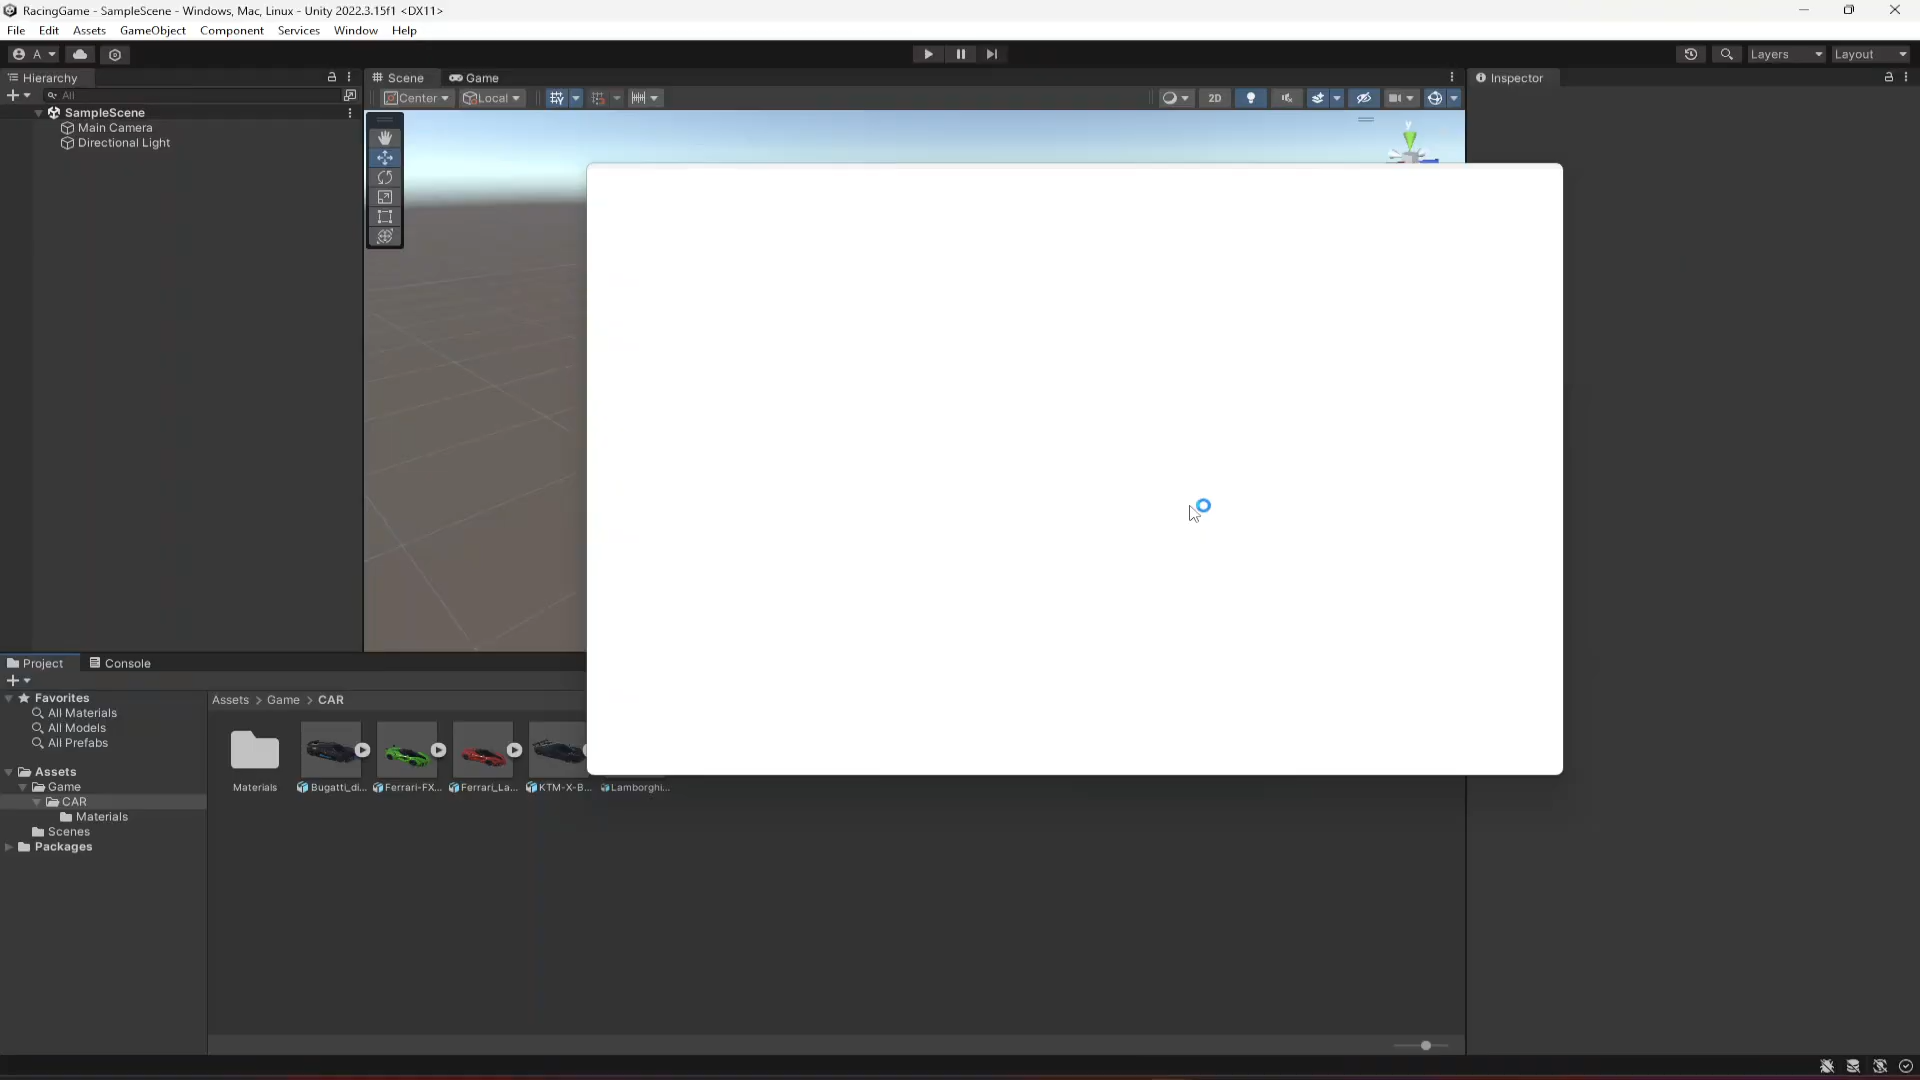 RacingGame - SampleScene - Windows, Mac, Linux - Unity 2022.3.15f1 <DX11>
File Edit Assets GameObject Component Services Window Help
A Layers Layout
Hierarchy Scene Game Inspector
All Center Local 2D
SampleScene
Main Camera
Directional Light
y
Project Console
Favorites
All Materials
All Models
All Prefabs
Assets
Game
CAR
Materials
Scenes
Packages
Assets > Game > CAR
Materials Bugatti_di... Ferrari-FX... Ferrari_La... KTM-X-B... Lamborghi...